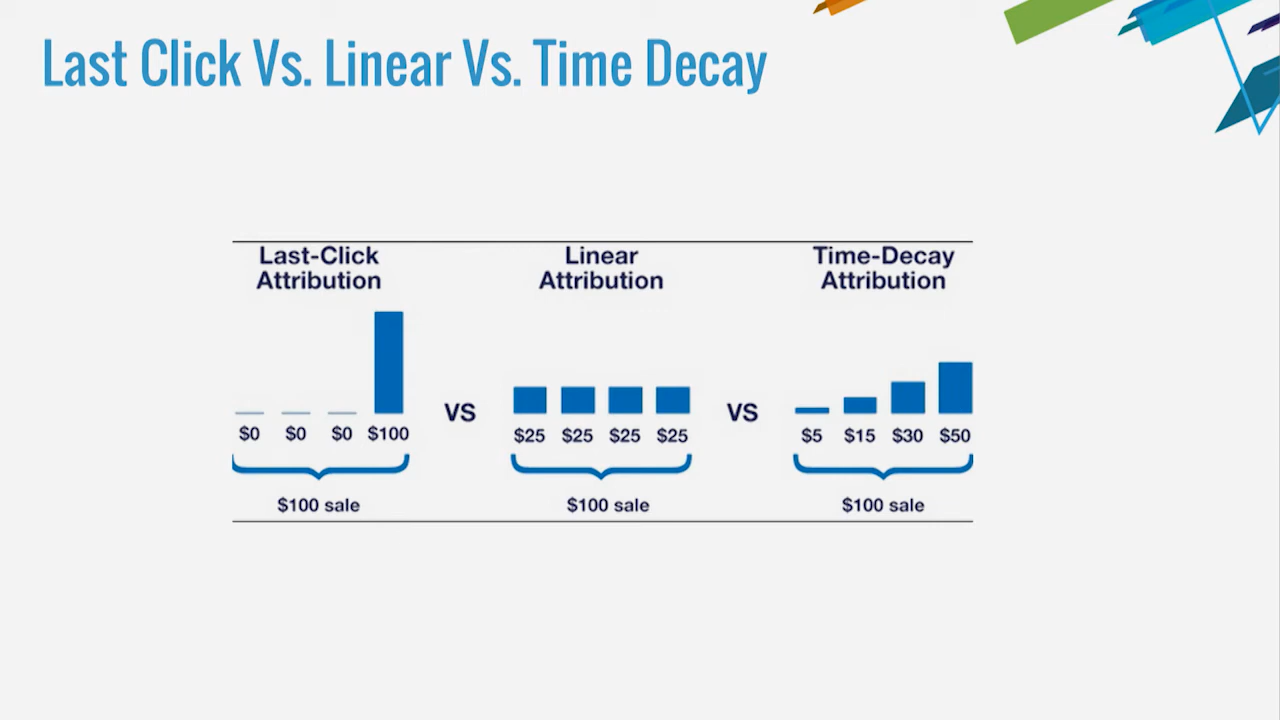 Last Click Vs. Linear Vs. Time Decay
Last-Click
Attribution
$0 $0 $0 $100
$100 sale
VS
Linear
Attribution
$25 $25 $25 $25
$100 sale
VS
Time-Decay
Attribution
$5 $15 $30 $50
$100 sale